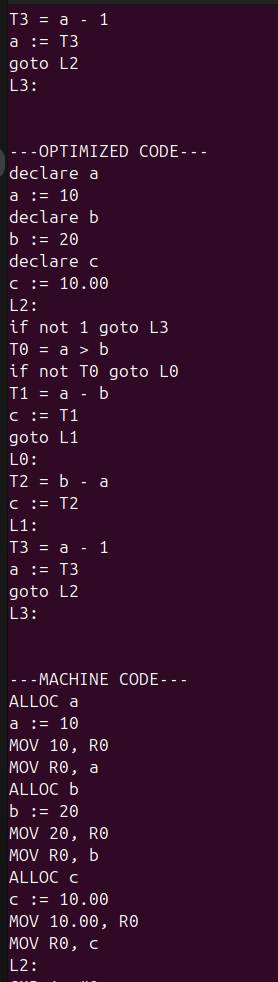 T3 = a - 1
a := T3
goto L2
L3:
---OPTIMIZED CODE---
declare a
a := 10
declare b
b := 20
declare c
c := 10.00
L2:
if not 1 goto L3
T0 = a > b
if not T0 goto L0
T1 = a - b
c := T1
goto L1
L0:
T2 = b - a
c := T2
L1:
T3 = a - 1
a := T3
goto L2
L3:
---MACHINE CODE---
ALLOC a
a := 10
MOV 10, R0
MOV R0, a
ALLOC b
b := 20
MOV 20, R0
MOV R0, b
ALLOC c
c := 10.00
MOV 10.00, R0
MOV R0, c
L2: